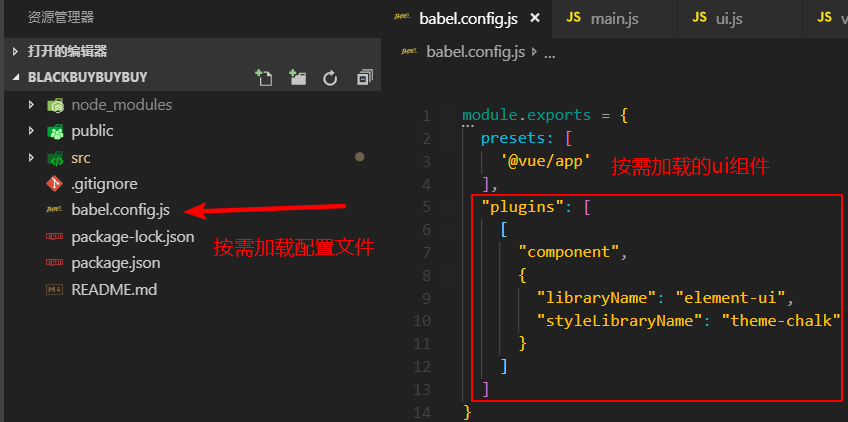 资源管理器
打开的编辑器
BLACKBUYBUYBUY
node_modules
public
src
.gitignore
babel.config.js
按需加载配置文件
package-lock.json
package.json
README.md
babel.config.js ×
JS main.js
JS ui.js
JS v
babel.config.js › ...
1 module.exports = {
2 presets: [
3 '@vue/app'
按需加载的ui组件
4 ],
5 "plugins": [
6 [
7 "component",
8 {
9 "libraryName": "element-ui",
10 "styleLibraryName": "theme-chalk"
11 }
12 ]
13 ]
14 }